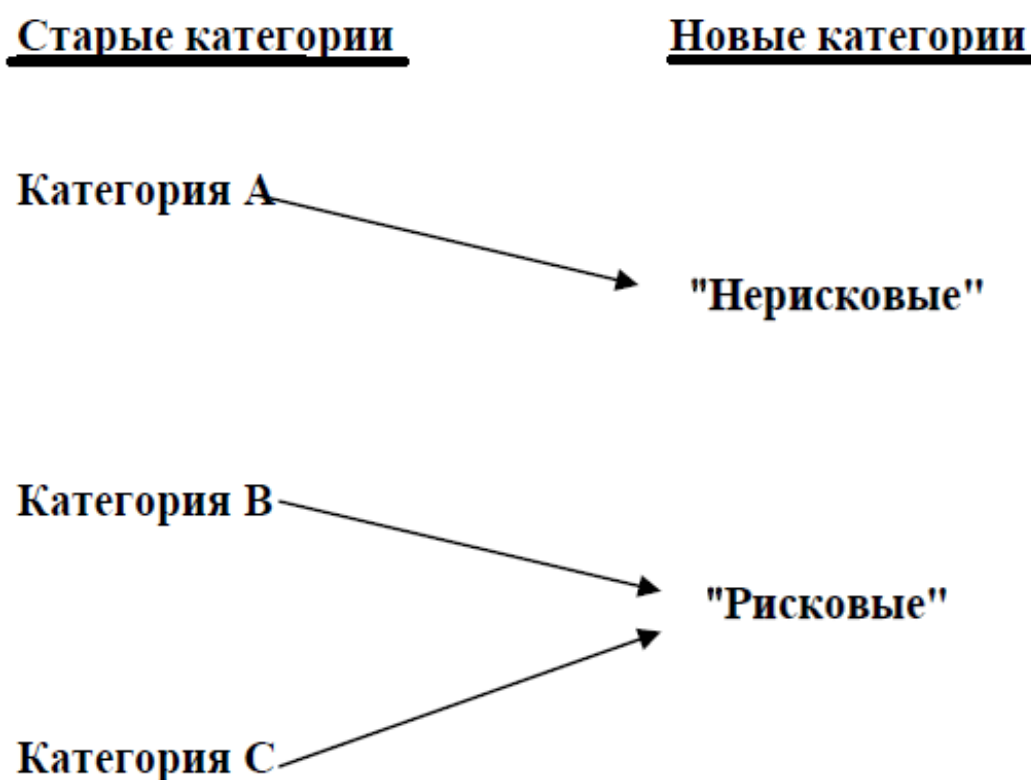 Старые категории
Новые категории
Категория А
"Нерисковые"
Категория В
"Рисковые"
Категория С